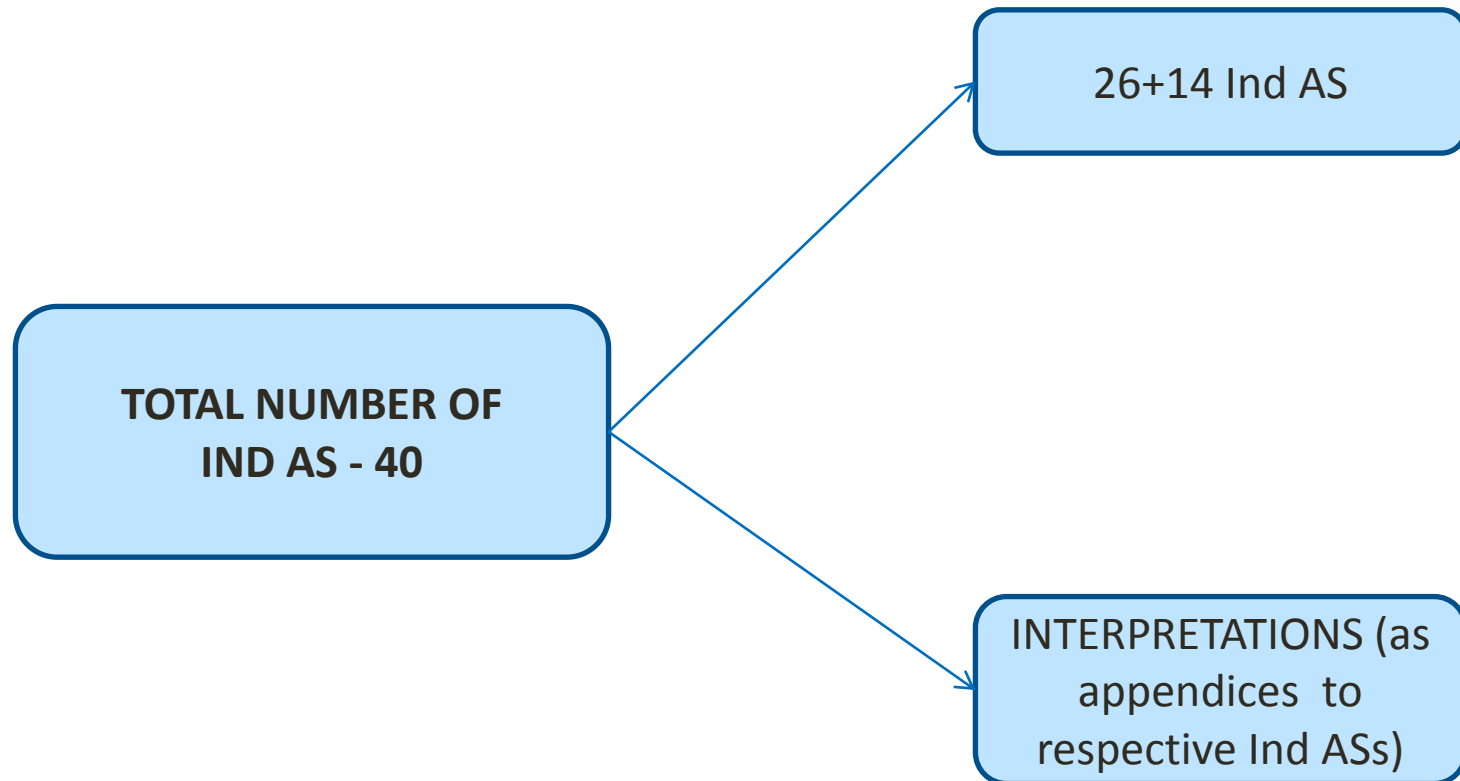 26+14 Ind AS
TOTAL NUMBER OF
IND AS - 40
INTERPRETATIONS (as
appendices to
respective Ind ASs)